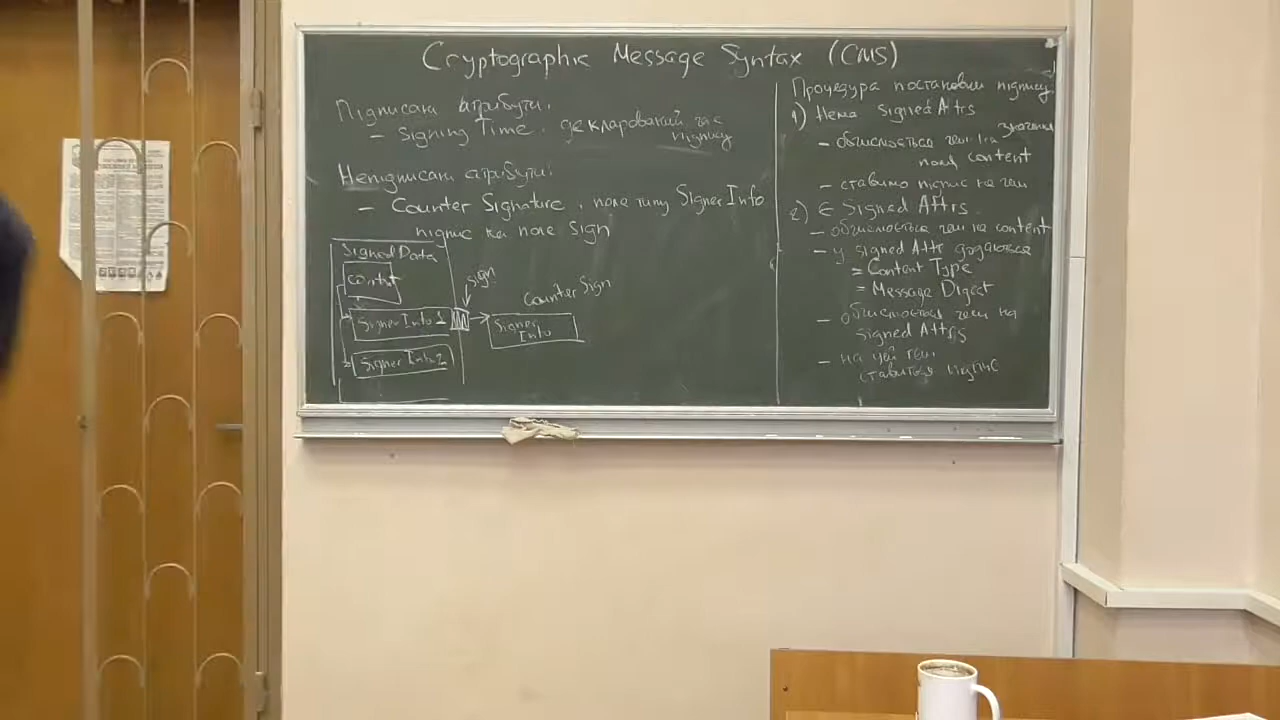 Cryptographic Message Syntax (CMS)
Підписані атрибути:
– Signing Time, декларований час
підпису
Непідписані атрибути:
– Counter Signature, поле типу Signer Info
підпис на поле Sign
Signed Data
Content
Signer Info 1
Signer Info 2
Sign
Counter Sign
Signer
Info
Процедура постановки підпису
1) Нема Signed Attrs
– обчислюється геш на значення
поля content
– ставимо підпис на геш
2) Є Signed Attrs
– обчислюється геш на content
– у signed Attr додаються
= Content Type
= Message Digest
– обчислюється геш на
signed Attrs
– на цей геш
ставиться підпис